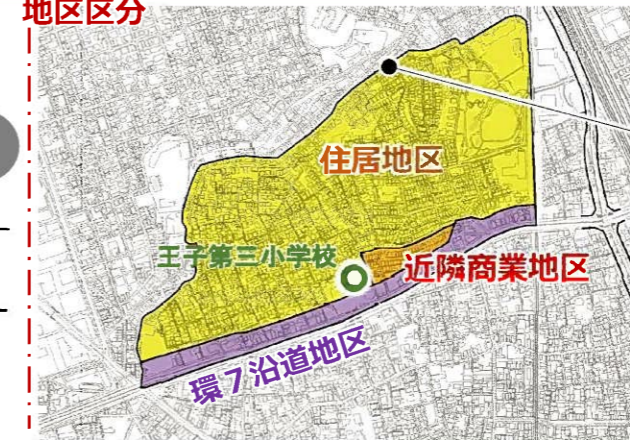 地区区分
住居地区
王子第三小学校
近隣商業地区
環７沿道地区